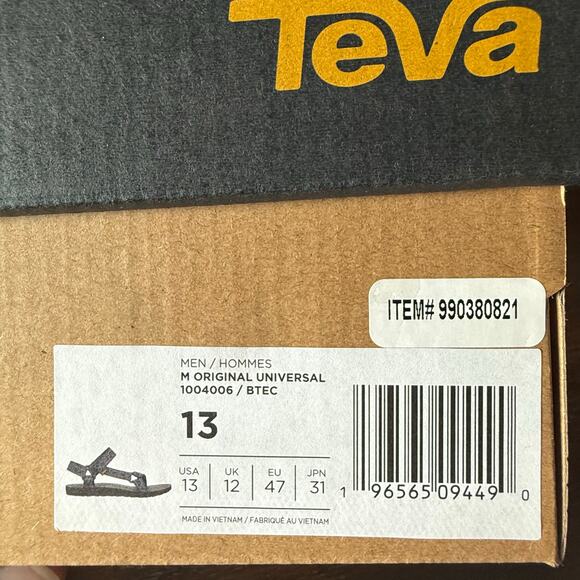 Teva
ITEM# 990380821
MEN / HOMMES
M ORIGINAL UNIVERSAL
1004006 / BTEC
13
USA UK EU JPN
13 12 47 31
MADE IN VIETNAM / FABRIQUÉ AU VIETNAM
1 96565 09449 0